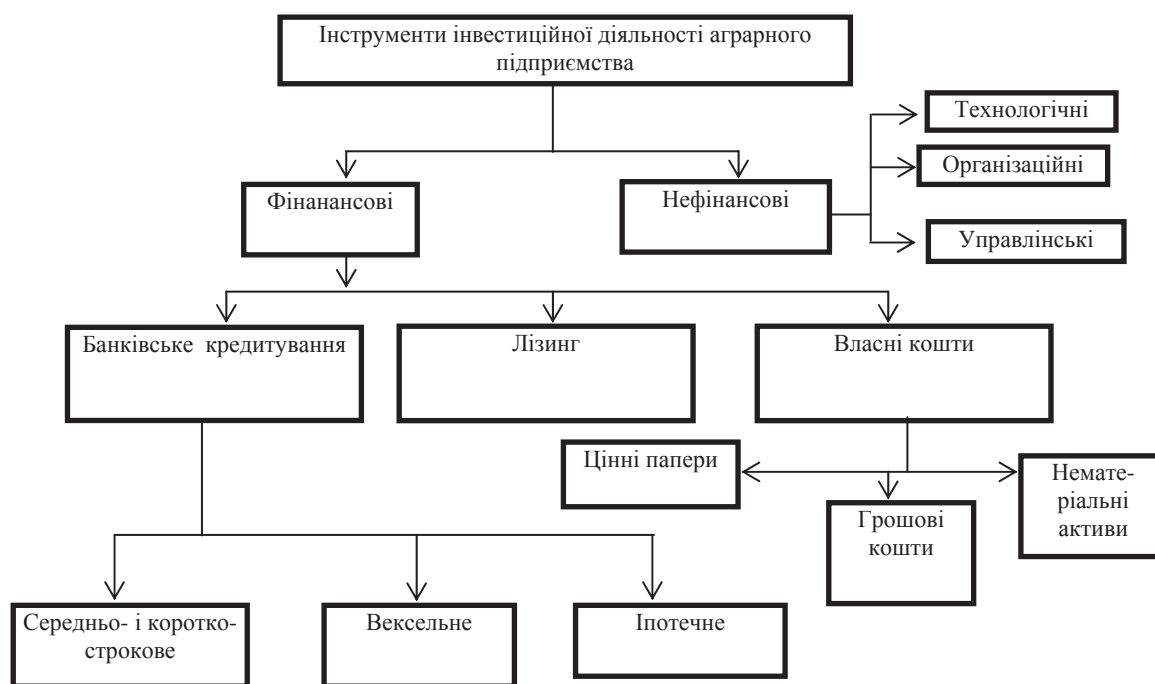 Інструменти інвестиційної діяльності аграрного
підприємства
Технологічні
Організаційні
Управлінські
Фінанансові
Нефінансові
Банківське кредитування
Лізинг
Власні кошти
Цінні папери
Грошові
кошти
Немате-
ріальні
активи
Середньо- і коротко-
строкове
Вексельне
Іпотечне